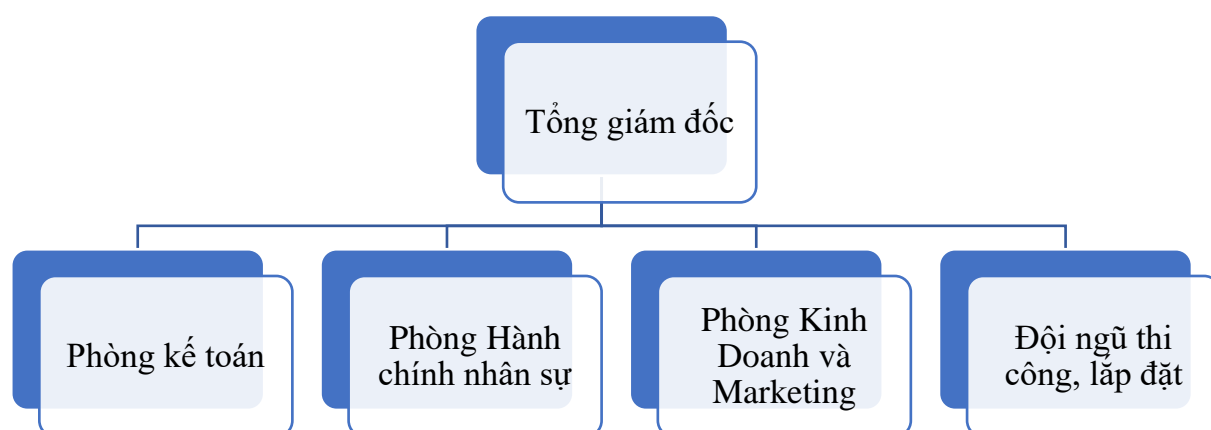 Tổng giám đốc
Phòng kế toán
Phòng Hành
chính nhân sự
Phòng Kinh
Doanh và
Marketing
Đội ngũ thi
công, lắp đặt